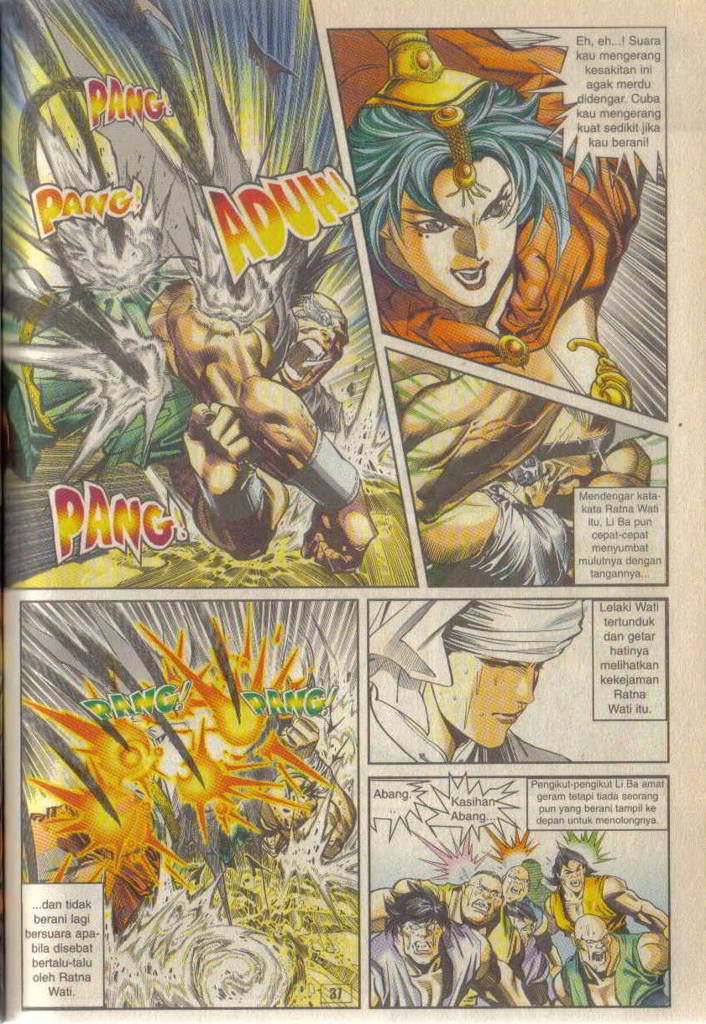 PANG!
PANG!
ADUH!
PANG!
Eh, eh...! Suara
kau mengerang
kesakitan ini
agak merdu
didengar. Cuba
kau mengerang
kuat sedikit jika
kau berani!
Mendengar kata-
kata Ratna Wati
itu, Li Ba pun
cepat-cepat
menyumbat
mulutnya dengan
tangannya...
PANG!
PANG!
...dan tidak
berani lagi
bersuara apa-
bila disebat
bertalu-talu
oleh Ratna
Wati.
31
Lelaki Wati
tertunduk
dan getar
hatinya
melihatkan
kekejaman
Ratna
Wati itu.
Abang.
Kasihan
Abang...
Pengikut-pengikut Li Ba amat
geram tetapi tiada seorang
pun yang berani tampil ke
depan untuk menolongnya.